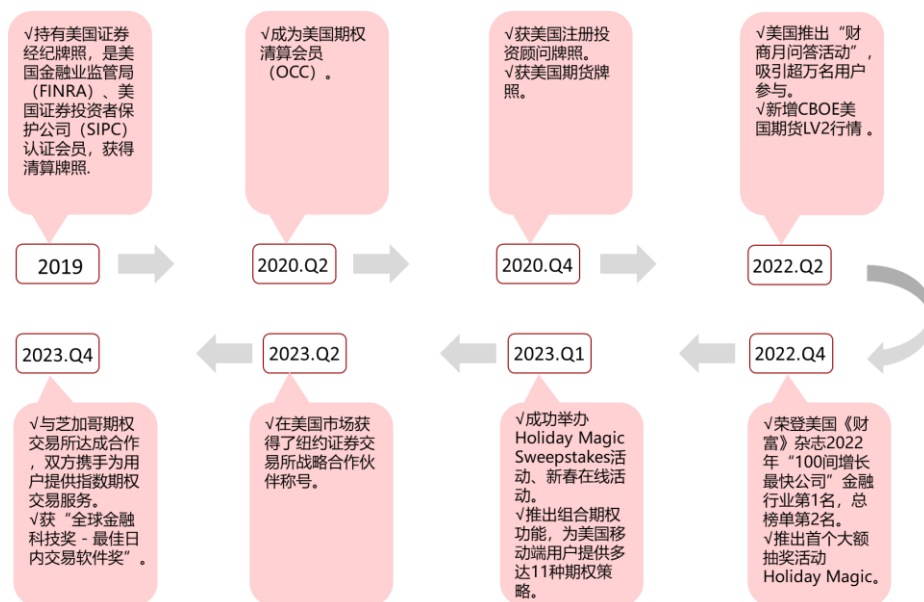 √持有美国证券
经纪牌照，是美
国金融业监管局
（FINRA）、美
国证券投资者保
护公司（SIPC）
认证会员，获得
清算牌照.
2019
√成为美国期权
清算会员
（OCC）。
2020.Q2
√获美国注册投
资顾问牌照。
√获美国期货牌
照。
2020.Q4
√美国推出“财
商月问答活动”，
吸引超万名用户
参与。
√新增CBOE美
国期货LV2行情 。
2022.Q2
2022.Q4
√荣登美国《财
富》杂志2022
年“100间增长
最快公司”金融
行业第1名，总
榜单第2名。
√推出首个大额
抽奖活动
Holiday Magic。
2023.Q1
√成功举办
Holiday Magic
Sweepstakes活
动、新春在线活
动。
√推出组合期权
功能，为美国移
动端用户提供多
达11种期权策
略。
2023.Q2
√在美国市场获
得了纽约证券交
易所战略合作伙
伴称号。
2023.Q4
√与芝加哥期权
交易所达成合作
，双方携手为用
户提供指数期权
交易服务。
√获“全球金融
科技奖 - 最佳日
内交易软件奖”。